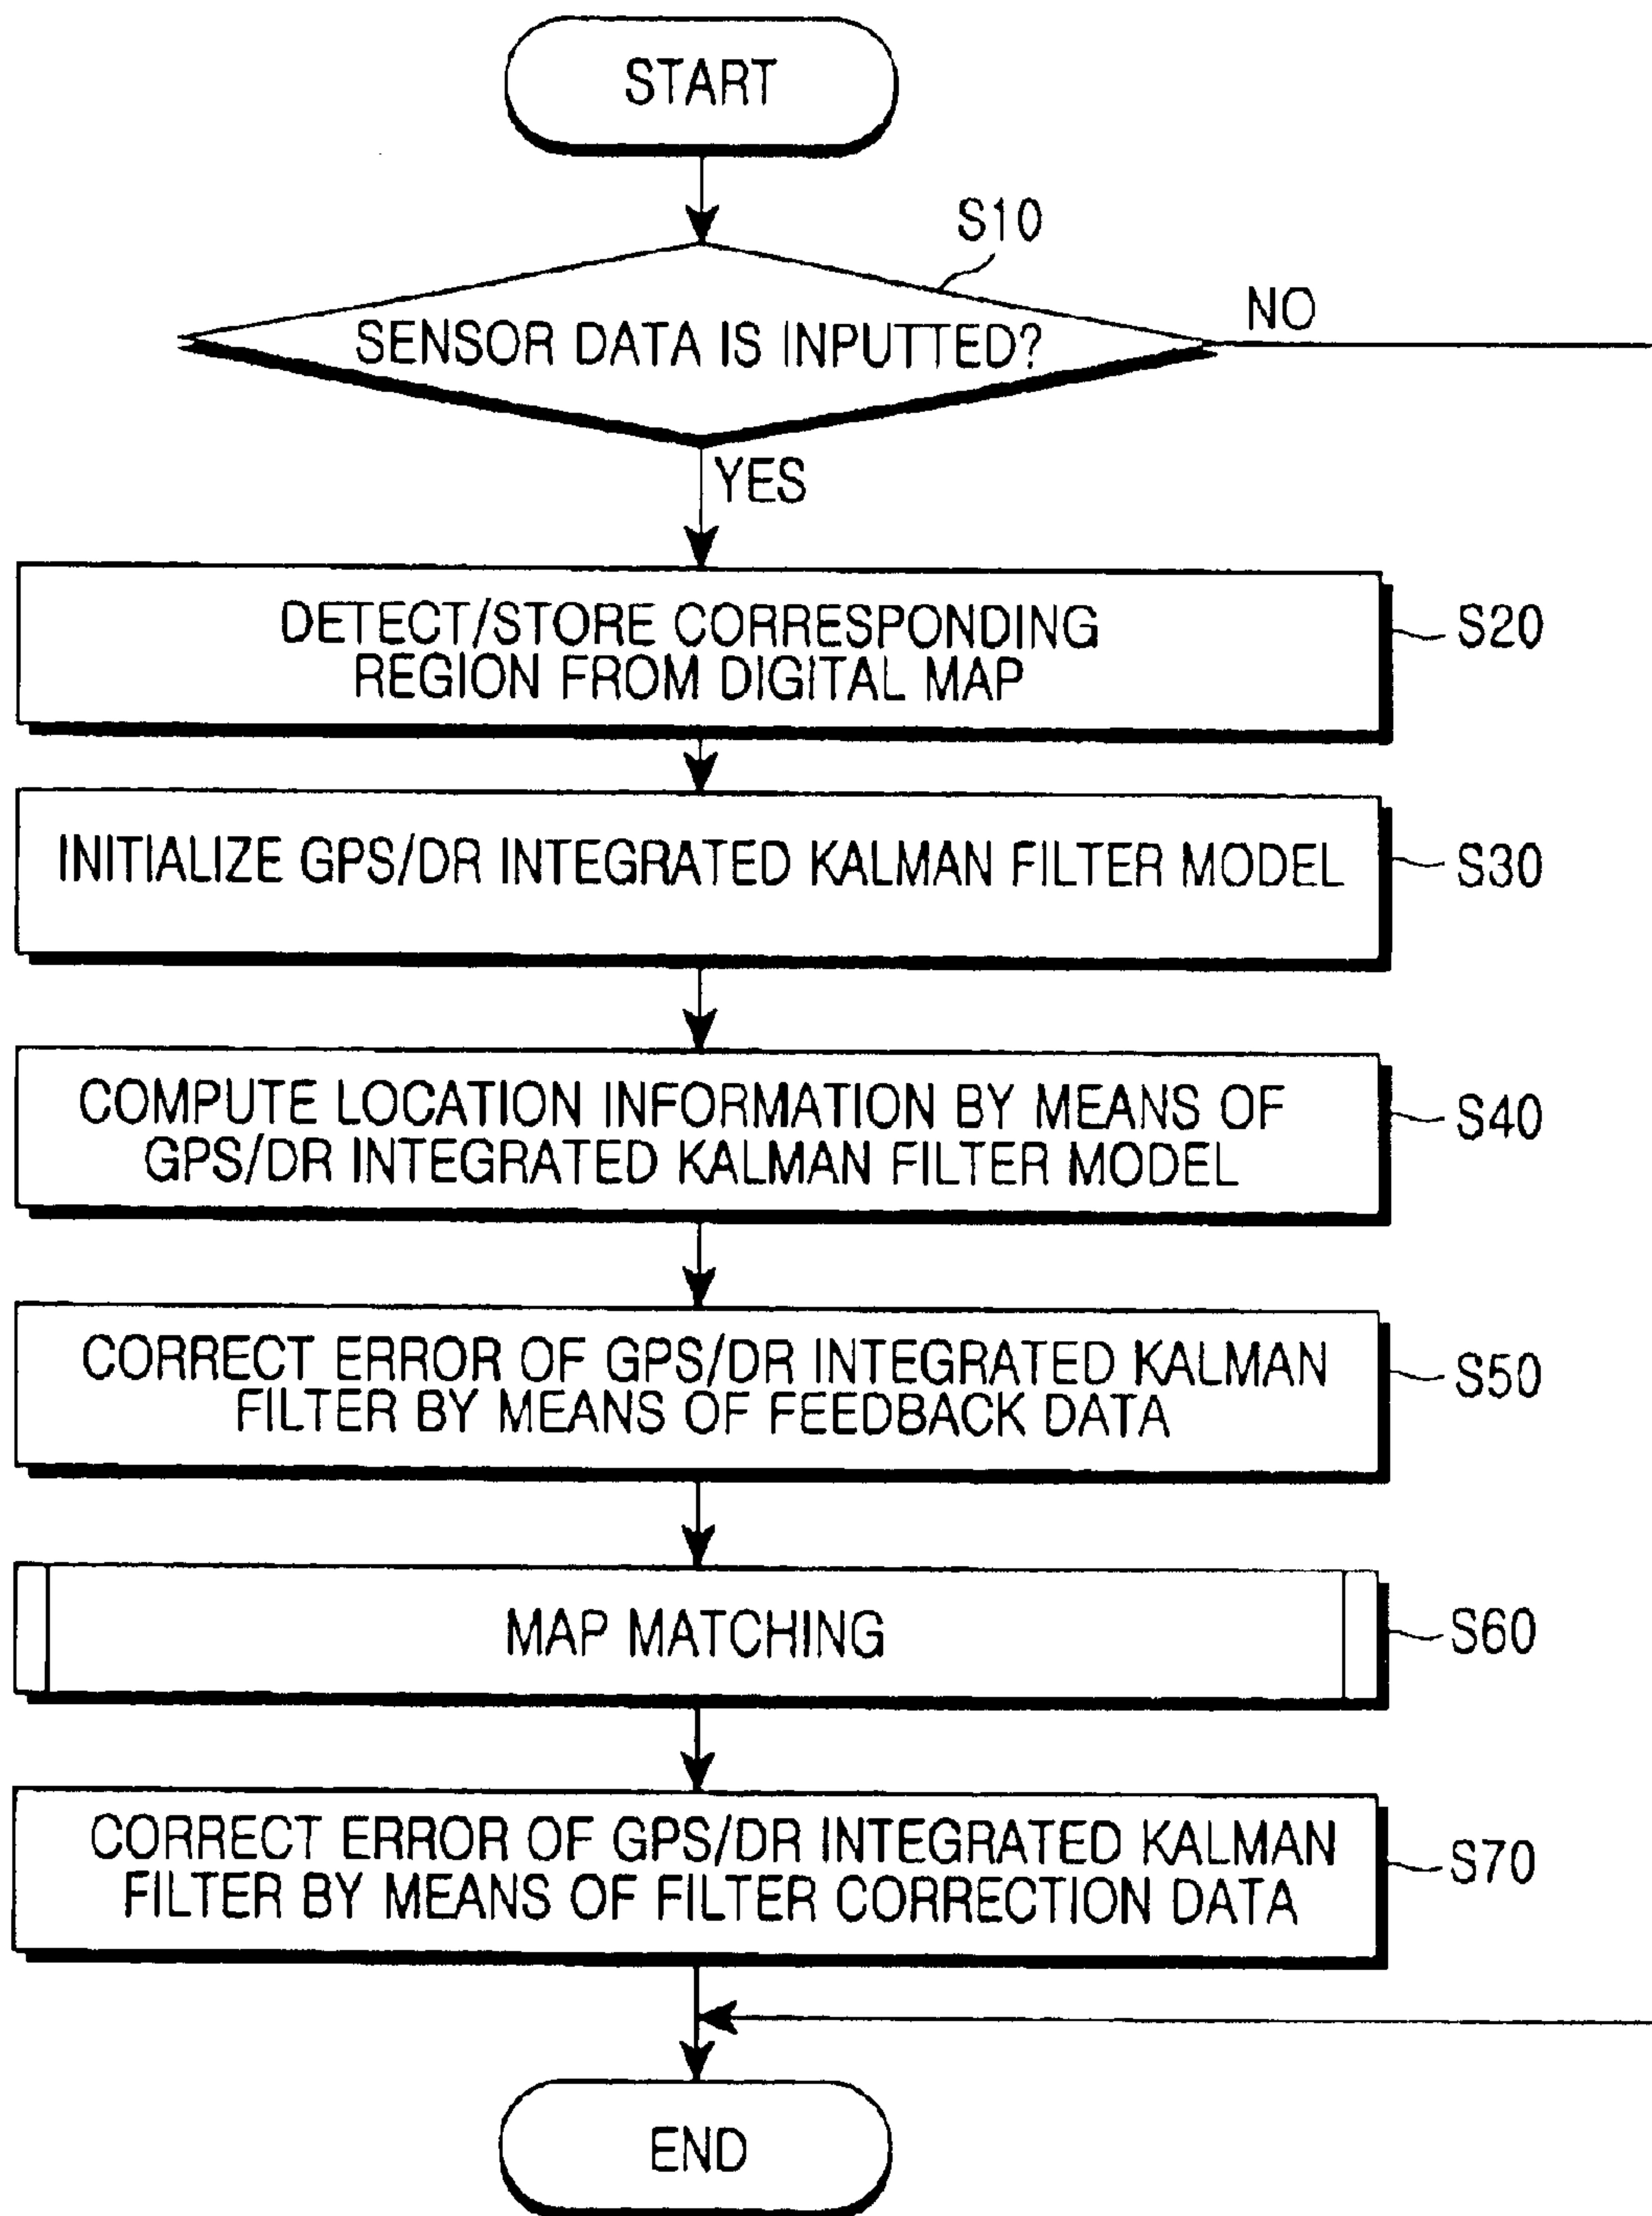 START
S10
SENSOR DATA IS INPUTTED?
NO
YES
DETECT/STORE CORRESPONDING
REGION FROM DIGITAL MAP
S20
INITIALIZE GPS/DR INTEGRATED KALMAN FILTER MODEL
S30
COMPUTE LOCATION INFORMATION BY MEANS OF
GPS/DR INTEGRATED KALMAN FILTER MODEL
S40
CORRECT ERROR OF GPS/DR INTEGRATED KALMAN
FILTER BY MEANS OF FEEDBACK DATA
S50
MAP MATCHING
S60
CORRECT ERROR OF GPS/DR INTEGRATED KALMAN
FILTER BY MEANS OF FILTER CORRECTION DATA
S70
END